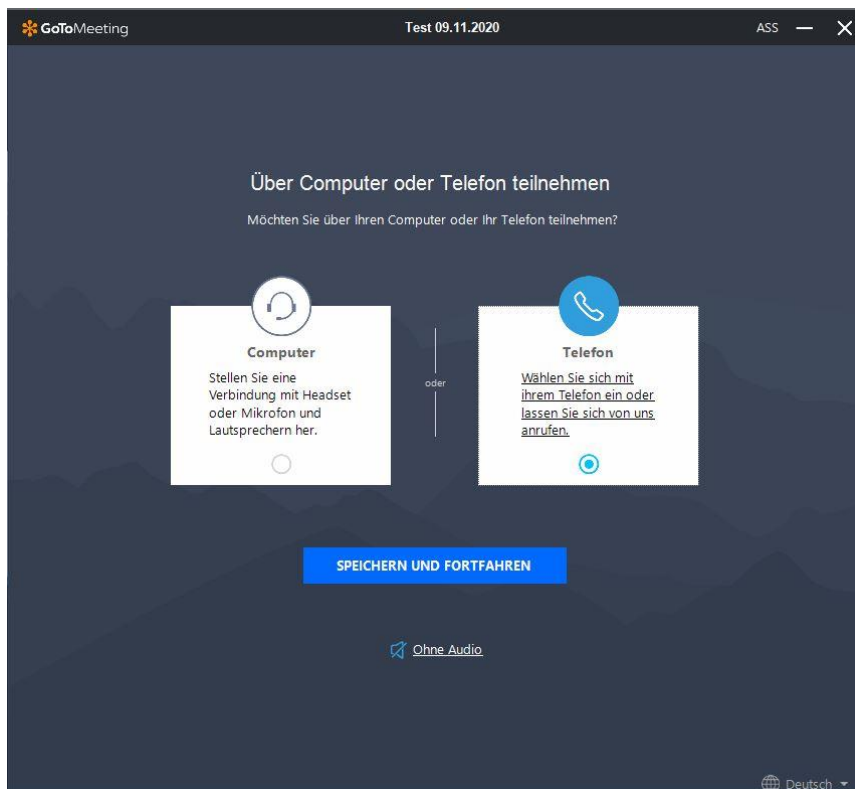 GoToMeeting
Test 09.11.2020
ASS
Über Computer oder Telefon teilnehmen
Möchten Sie über Ihren Computer oder Ihr Telefon teilnehmen?
Computer
Stellen Sie eine
Verbindung mit Headset
oder Mikrofon und
Lautsprechern her.
oder
Telefon
Wählen Sie sich mit
ihrem Telefon ein oder
lassen Sie sich von uns
anrufen.
SPEICHERN UND FORTFAHREN
Ohne Audio
Deutsch